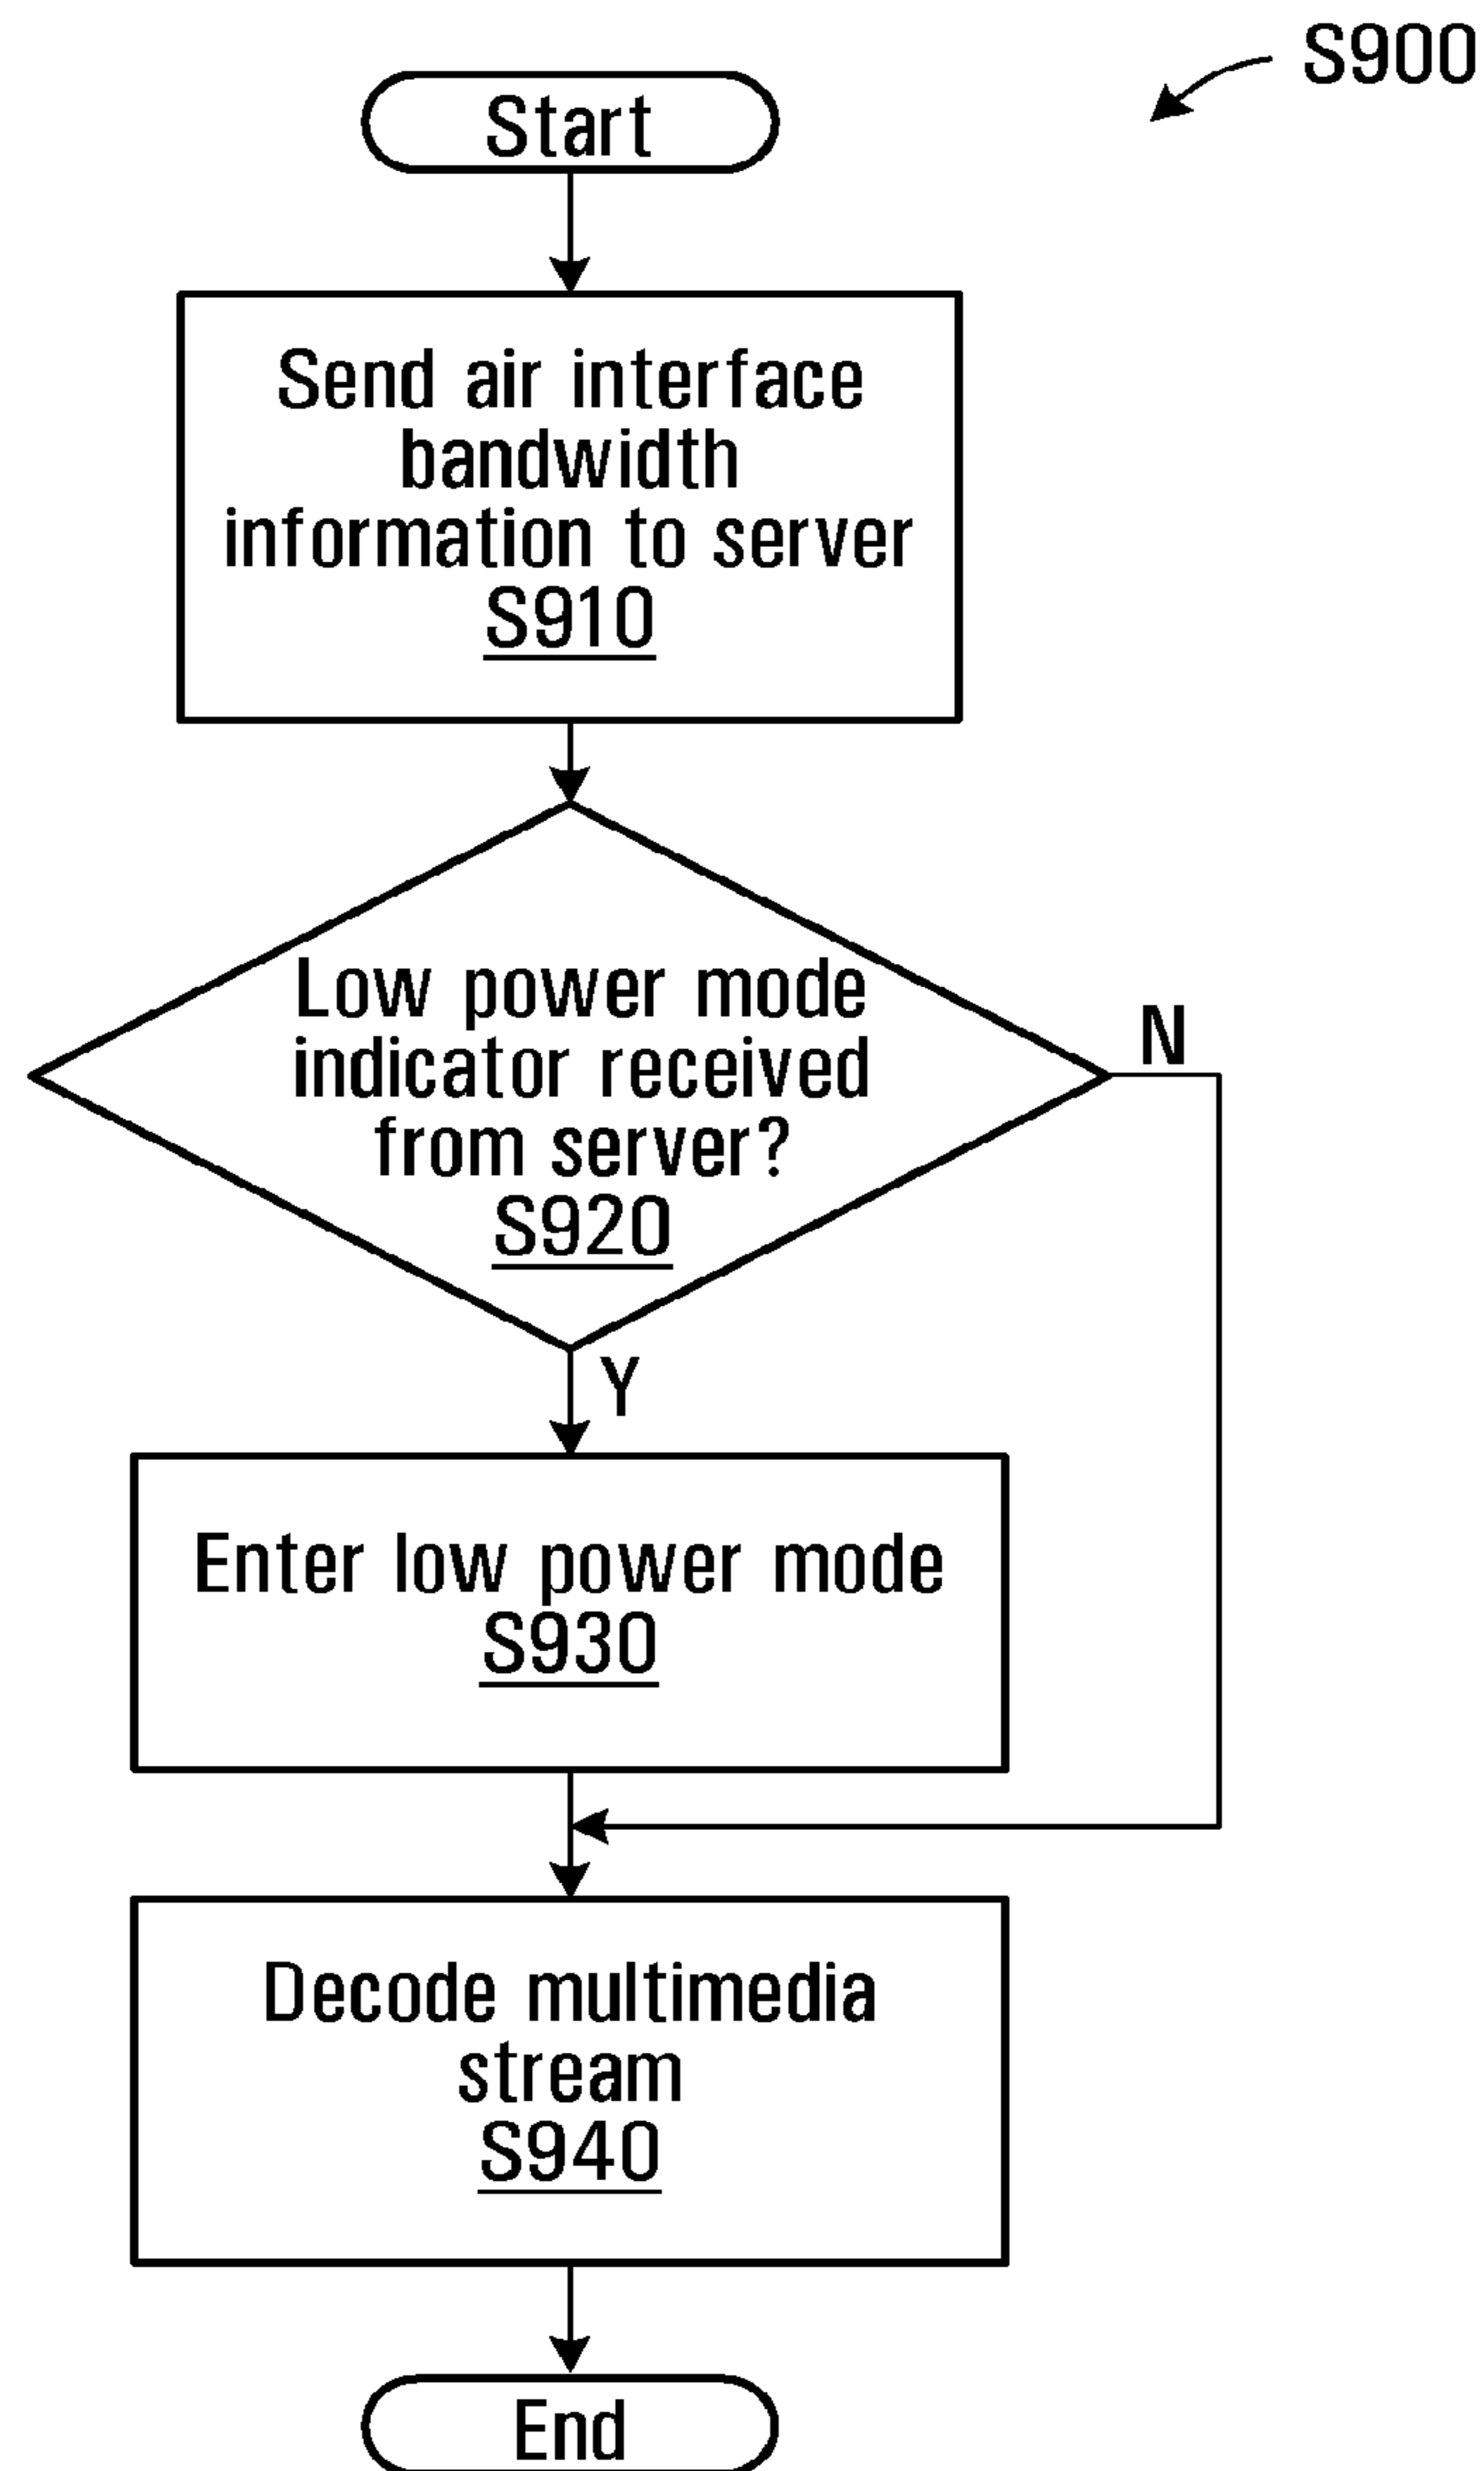 S900
Start
Send air interface
bandwidth
information to server
S910
Low power mode
indicator received
from server?
S920
N
Y
Enter low power mode
S930
Decode multimedia
stream
S940
End